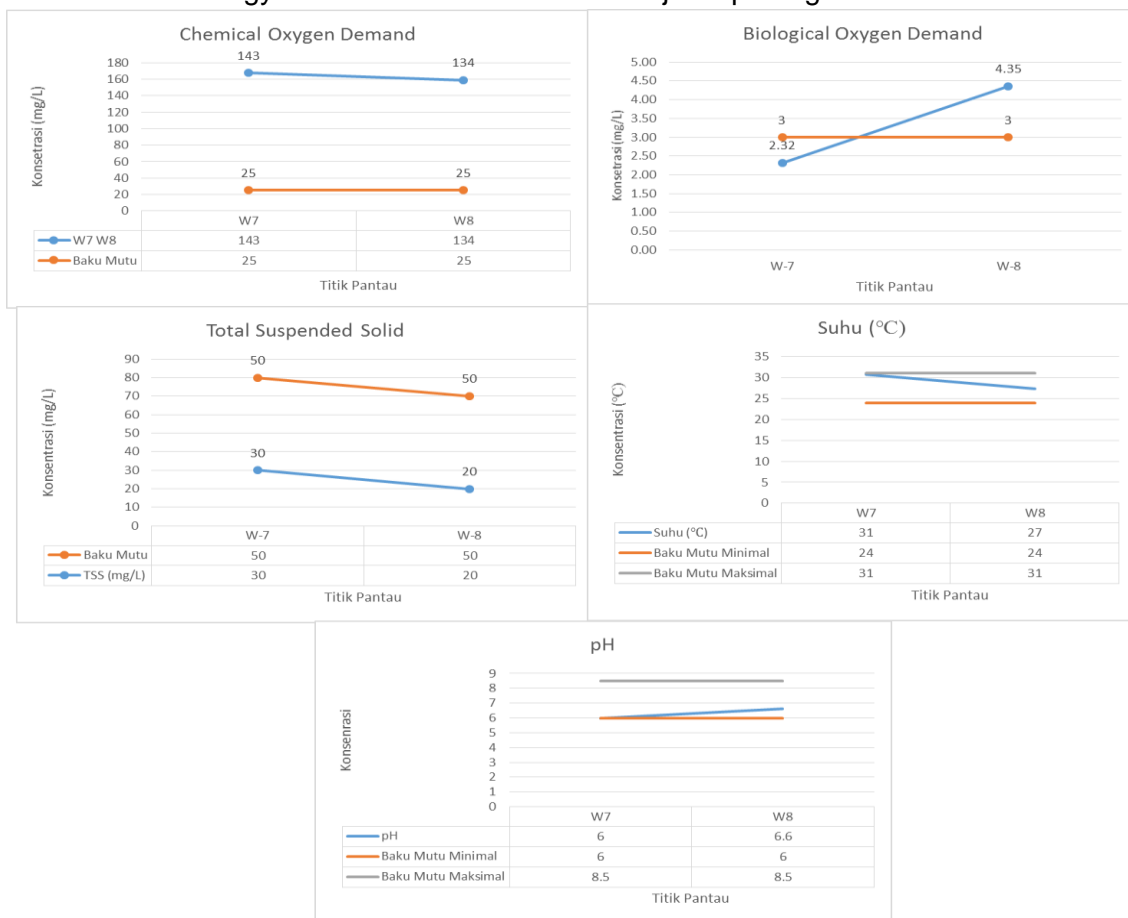 Chemical Oxygen Demand
143
134
180
160
140
120
100
80
60
40
20
0
25
25
Konsetrasi (mg/L)
W7 W8
W7 W8 143 134
Baku Mutu 25 25
Titik Pantau
Biological Oxygen Demand
5.00
4.50
4.00
3.50
3.00
2.50
2.00
1.50
1.00
0.50
0.00
4.35
3
3
2.32
Konsetrasi (mg/L)
W-7 W-8
Titik Pantau
Total Suspended Solid
90
80
70
60
50
40
30
20
10
0
50
50
30
20
Konsentrasi (mg/L)
W-7 W-8
Baku Mutu 50 50
TSS (mg/L) 30 20
Titik Pantau
Suhu (°C)
35
30
25
20
15
10
5
0
Konsentrasi (°C)
W7 W8
Suhu (°C) 31 27
Baku Mutu Minimal 24 24
Baku Mutu Maksimal 31 31
Titik Pantau
pH
9
8
7
6
5
4
3
2
1
0
Konsenrasi
W7 W8
pH 6 6.6
Baku Mutu Minimal 6 6
Baku Mutu Maksimal 8.5 8.5
Titik Pantau